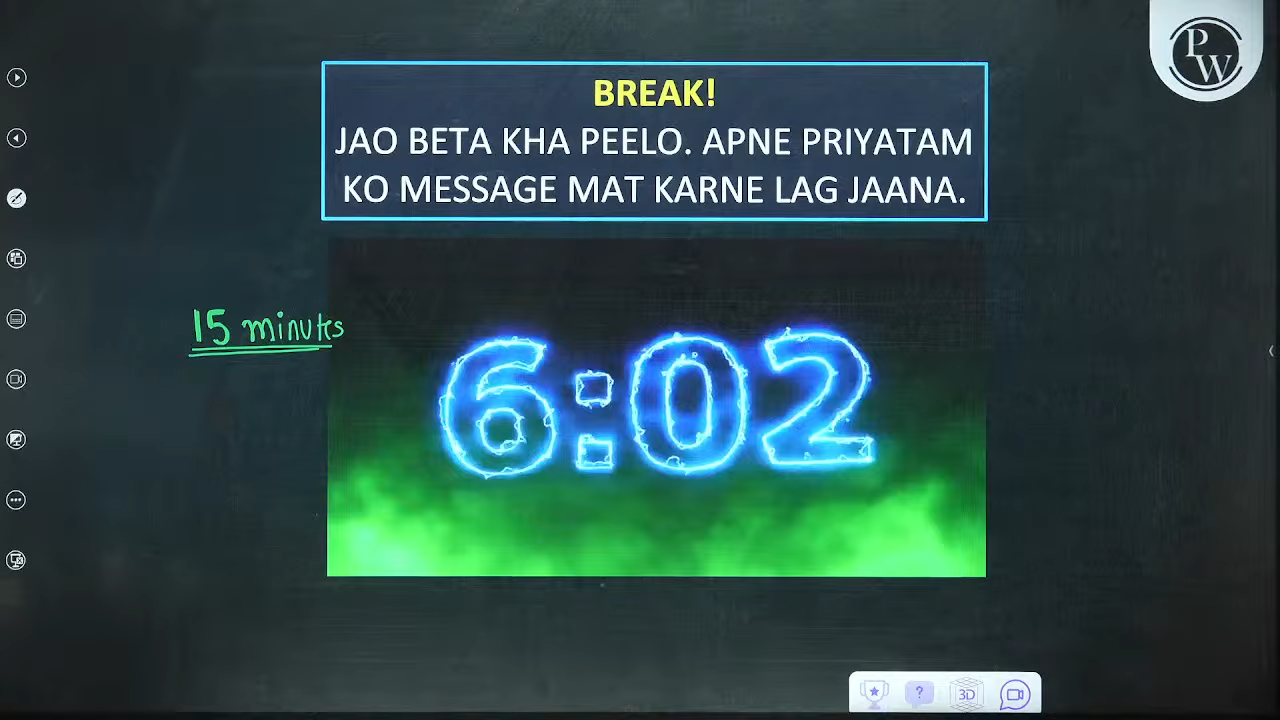 PW
BREAK!
JAO BETA KHA PEELO. APNE PRIYATAM
KO MESSAGE MAT KARNE LAG JAANA.
15 minutes
6:02
?
3D